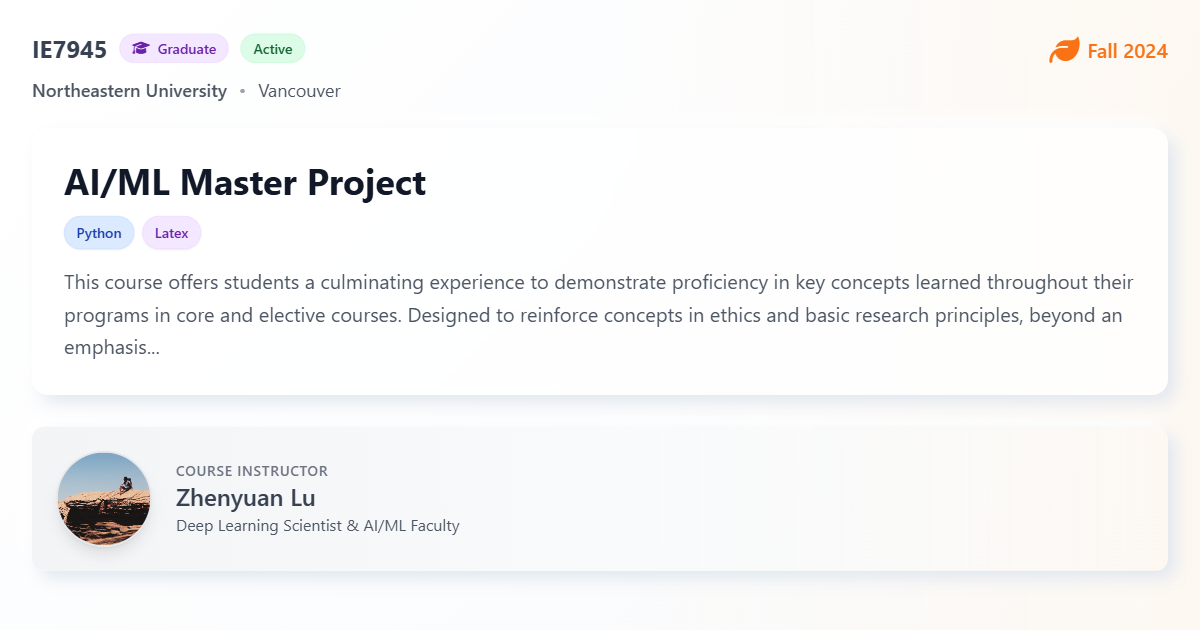 IE7945 Graduate Active
Fall 2024
Northeastern University • Vancouver
AI/ML Master Project
Python Latex
This course offers students a culminating experience to demonstrate proficiency in key concepts learned throughout their
programs in core and elective courses. Designed to reinforce concepts in ethics and basic research principles, beyond an
emphasis...
COURSE INSTRUCTOR
Zhenyuan Lu
Deep Learning Scientist & AI/ML Faculty